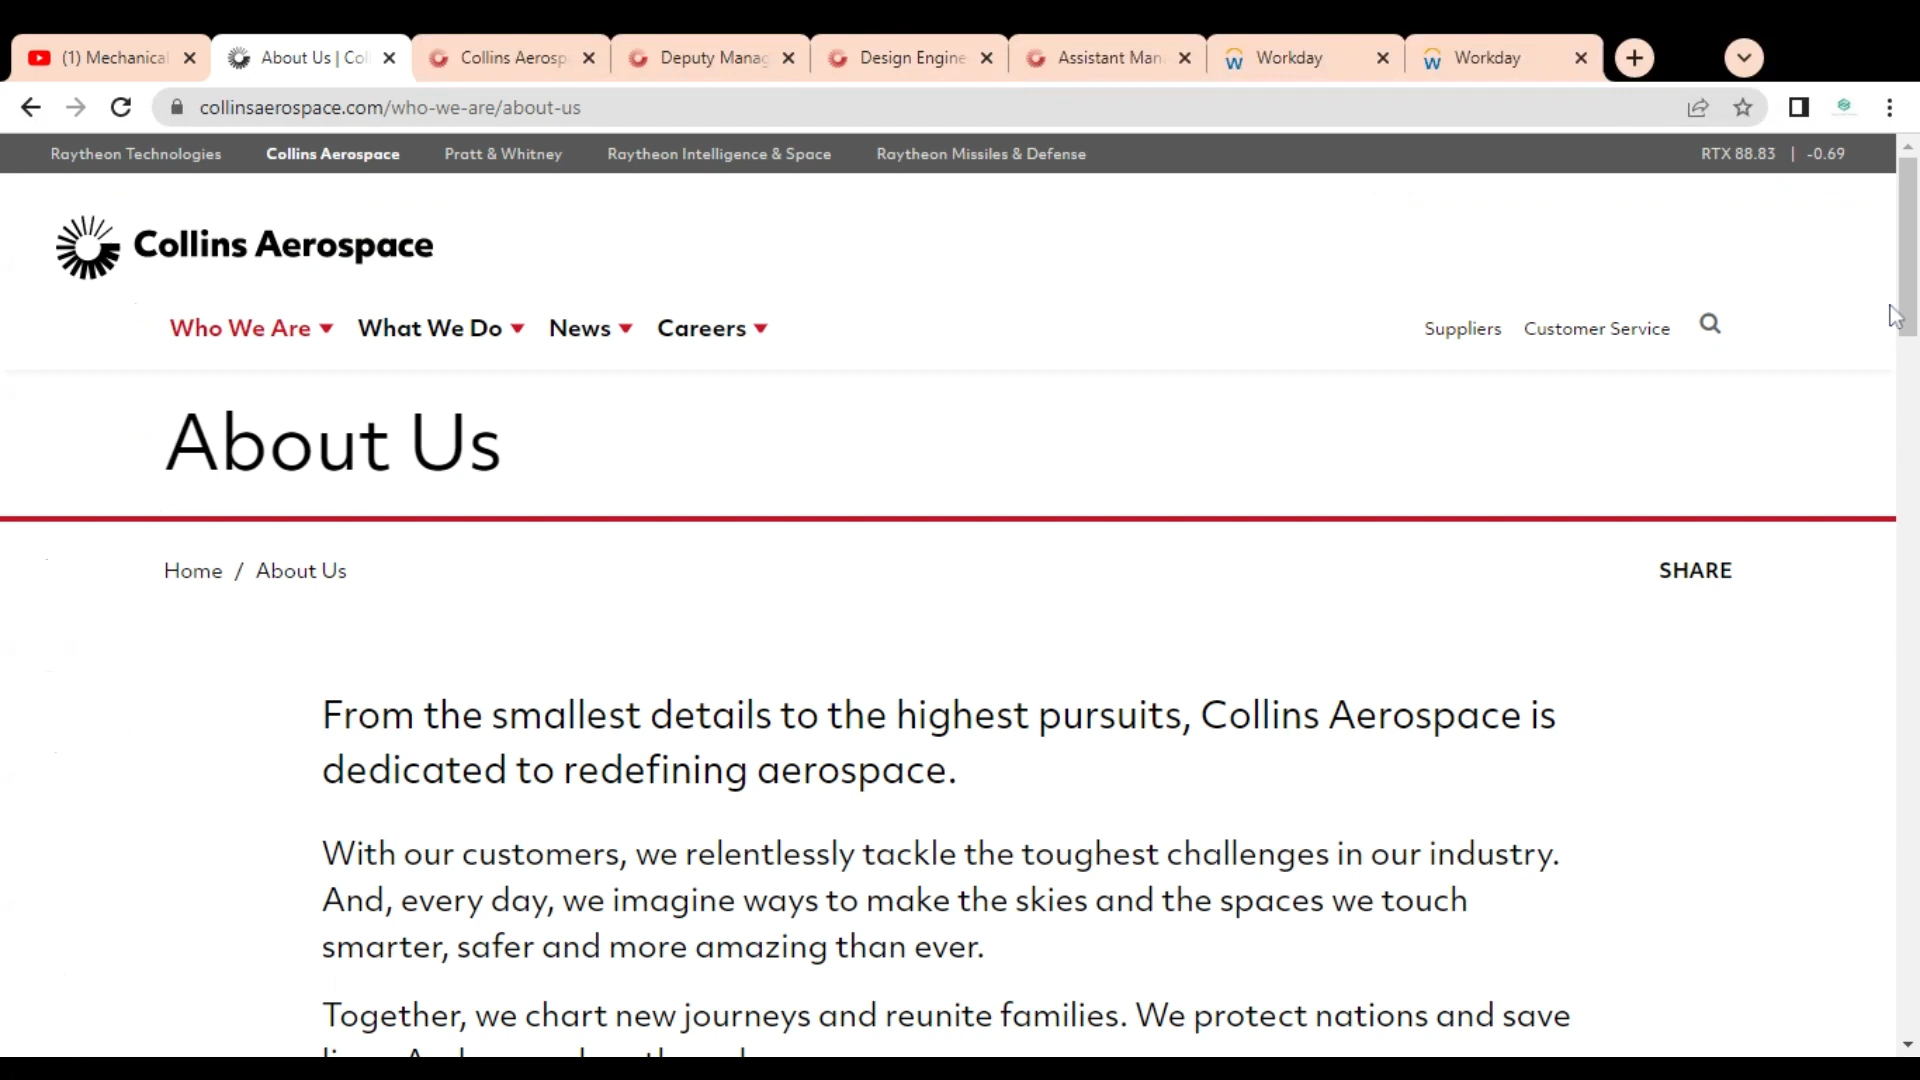 (1) Mechanical
About Us | Col
Collins Aerosp
Deputy Manag
Design Engine
Assistant Man
Workday
Workday
collinsaerospace.com/who-we-are/about-us
Raytheon Technologies
Collins Aerospace
Pratt & Whitney
Raytheon Intelligence & Space
Raytheon Missiles & Defense
RTX 88.83 | -0.69
Collins Aerospace
Who We Are
What We Do
News
Careers
Suppliers
Customer Service
About Us
Home / About Us
SHARE
From the smallest details to the highest pursuits, Collins Aerospace is
dedicated to redefining aerospace.
With our customers, we relentlessly tackle the toughest challenges in our industry.
And, every day, we imagine ways to make the skies and the spaces we touch
smarter, safer and more amazing than ever.
Together, we chart new journeys and reunite families. We protect nations and save